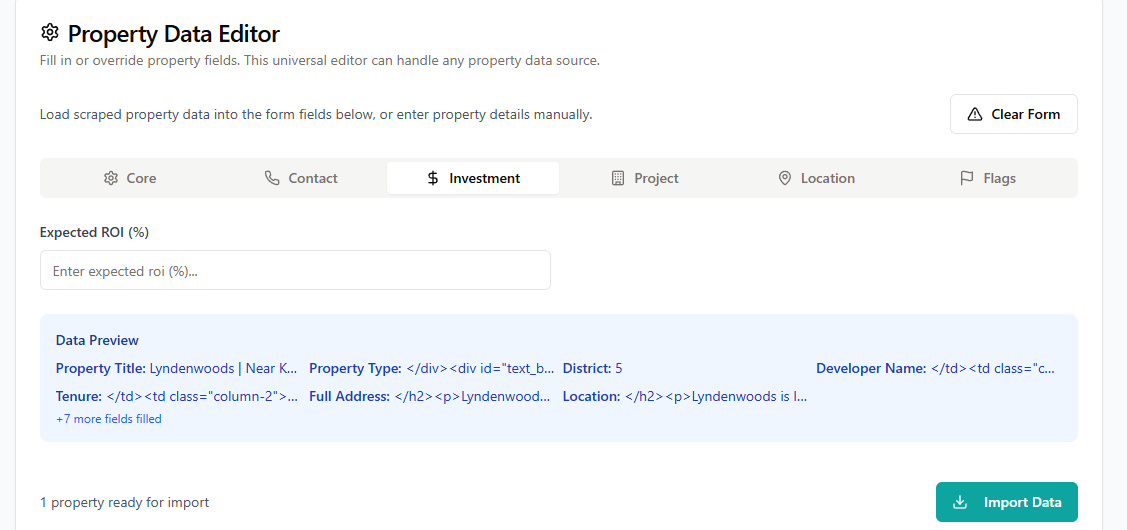 Property Data Editor
Fill in or override property fields. This universal editor can handle any property data source.
Load scraped property data into the form fields below, or enter property details manually.
Clear Form
Core Contact Investment Project Location Flags
Expected ROI (%)
Enter expected roi (%)...
Data Preview
Property Title: Lyndenwoods | Near K... Property Type: </div><div id="text_b... District: 5 Developer Name: </td><td class="c...
Tenure: </td><td class="column-2">... Full Address: </h2><p>Lyndenwood... Location: </h2><p>Lyndenwoods is l...
+7 more fields filled
1 property ready for import
Import Data